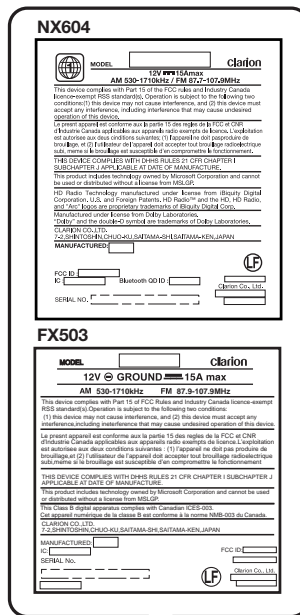 NX604
MODEL Clarion
12V 15Amax
AM 530-1710kHz / FM 87.7-107.9MHz
This device complies with Part 15 of the FCC rules and Industry Canada
licence-exempt RSS standard(s). Operation is subject to the following two
conditions:(1) this device may not cause interference, and (2) this device must
accept any interference, including interference that may cause undesired
operation of this device.
Le present appareil est conforme aux la partie 15 des regles de la FCC et CNR
d'Industrie Canada applicables aux appareils radio exempts de licence. L'exploitation
est autorisee aux deux conditions suivantes; (1) l'appareil ne doit pasproduire de
brouillage, et (2) l'utilisateur de l'appareil doit accepter tout brouillage radioelectrique
subi, meme si le brouillage est susceptible d'en compromettre le fonctionnement.
THIS DEVICE COMPLIES WITH DHHS RULES 21 CFR CHAPTER I
SUBCHAPTER J APPLICABLE AT DATE OF MANUFACTURE.
This product includes technology owned by Microsoft Corporation and cannot
be used or distributed without a license from MSLGP.
HD Radio Technology manufactured under license from iBiquity Digital
Corporation. U.S. and Foreign Patents. HD Radio™ and the HD, HD Radio,
and "Arc" logos are proprietary trademarks of iBiquity Digital Corp.
Manufactured under license from Dolby Laboratories.
"Dolby" and the double-D symbol are trademarks of Dolby Laboratories.
CLARION CO.,LTD.
7-2,SHINTOSHIN,CHUO-KU,SAITAMA-SHI,SAITAMA-KEN,JAPAN
MANUFACTURED:
FCC ID :
IC : Bluetooth QD ID :
LF
Clarion Co., Ltd.
SERIAL NO.
FX503
MODEL Clarion
12V ⊖ GROUND 15A max
AM 530-1710kHz FM 87.9-107.9MHz
This device complies with Part 15 of FCC Rules and Industry Canada licence-exempt
RSS standard(s).Operation is subject to the following two conditions:
(1) this device may not cause interference, and (2) this device must accept any
interference,including ineterference that may cause undesired operation of this device.
Le present appareil est conforme aux la partie 15 des regles de la FCC et CNR d'Industrie
Canada applicables aux appareils radio exempts de licence.L'exploitation
est autorisee aux deux conditions suivantes : (1) l'appareil ne doit pas produire de
brouillage,et (2) l'utilisateur de l'appareil doit accepter tout brouillage radioelectrique
subi,meme si le brouillage est susceptible d'en compromettre le fonctionnement
THIS DEVICE COMPLIES WITH DHHS RULES 21 CFR CHAPTER I SUBCHAPTER J
APPLICABLE AT DATE OF MANUFACTURE.
This product includes technology owned by Microsoft Corporation and cannot be used
or distributed without a license from MSLGP.
This Class B digital apparatus complies with Canadian ICES-003.
Cet appareil numérique de la classe B est conforme à la norme NMB-003 du Canada.
CLARION CO.,LTD.
7-2,SHINTOSHIN,CHUO-KU,SAITAMA-SHI,SAITAMA-KEN,JAPAN
MANUFACTURED:
IC: FCC ID:
SERIAL No.
LF
Clarion Co., Ltd.